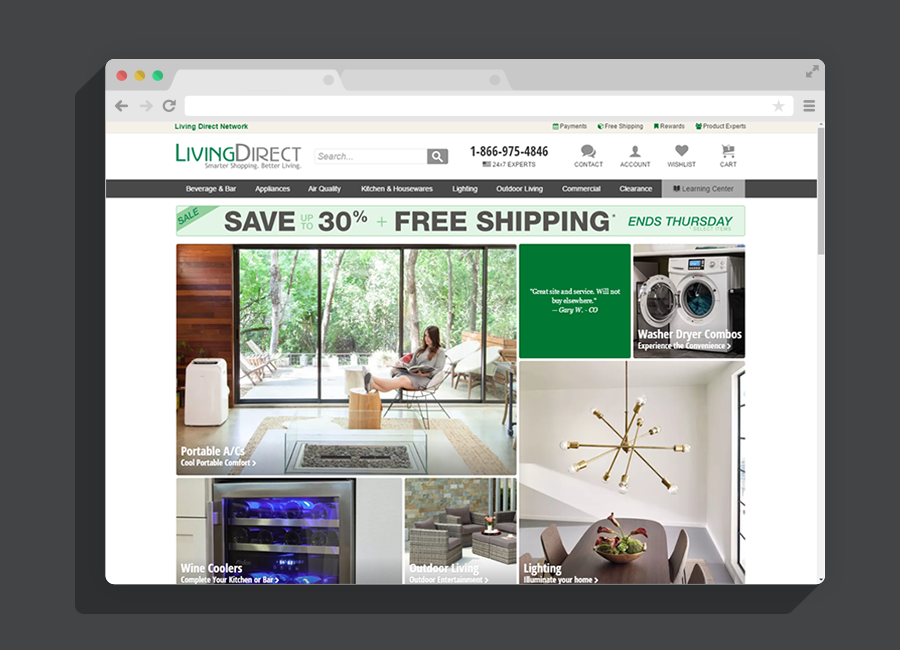 Living Direct Network
Payments Free Shipping Rewards Product Experts
LIVINGDIRECT
Smarter Shopping. Better Living.
Search...
1-866-975-4846
24x7 EXPERTS
CONTACT ACCOUNT WISHLIST CART
Beverage & Bar Appliances Air Quality Kitchen & Housewares Lighting Outdoor Living Commercial Clearance Learning Center
SALE
SAVE UP TO 30% + FREE SHIPPING* ENDS THURSDAY
* SELECT ITEMS
"Great site and service. Will not
buy elsewhere."
— Gary W. - CO
Washer Dryer Combos
Experience the Convenience >
Portable A/Cs
Cool Portable Comfort >
Wine Coolers
Complete Your Kitchen or Bar >
Outdoor Living
Outdoor Entertainment >
Lighting
Illuminate your home >